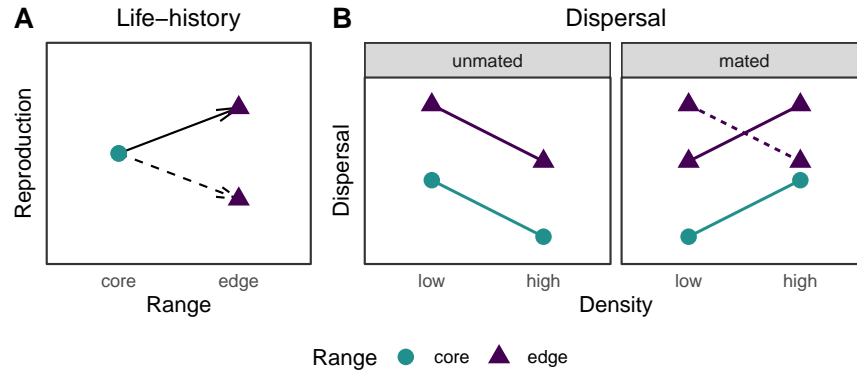 A Life−history
Reproduction
core edge
Range
B Dispersal
unmated mated
Dispersal
low high low high
Density
Range core edge